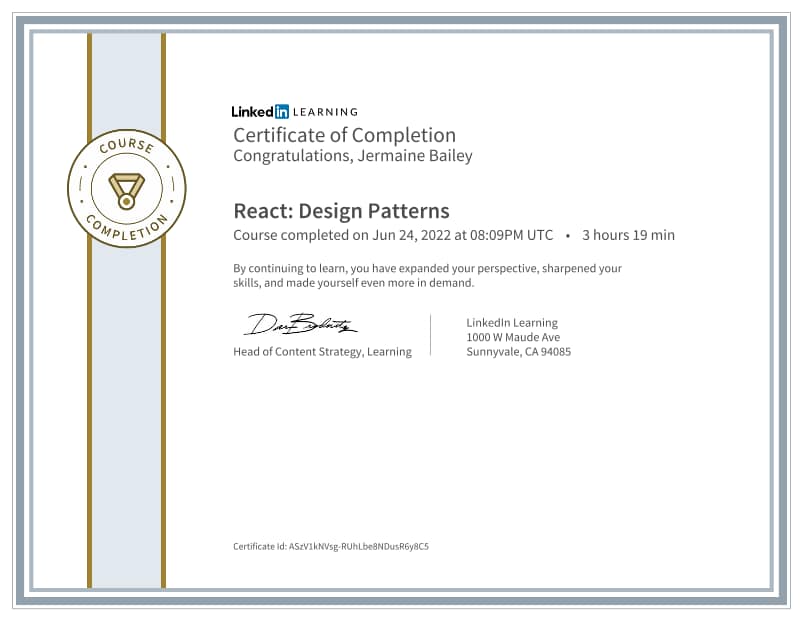 COURSE
COMPLETION
Linked in LEARNING
Certificate of Completion
Congratulations, Jermaine Bailey
React: Design Patterns
Course completed on Jun 24, 2022 at 08:09PM UTC • 3 hours 19 min
By continuing to learn, you have expanded your perspective, sharpened your
skills, and made yourself even more in demand.
Head of Content Strategy, Learning
LinkedIn Learning
1000 W Maude Ave
Sunnyvale, CA 94085
Certificate Id: ASzV1kNVsg-RUhLbe8NDusR6y8C5